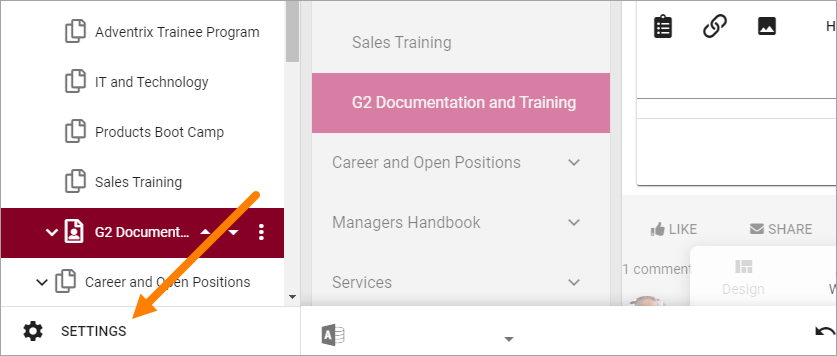 Adventrix Trainee Program
IT and Technology
Products Boot Camp
Sales Training
G2 Document...
Career and Open Positions
SETTINGS
Sales Training
G2 Documentation and Training
Career and Open Positions
Managers Handbook
Services
A
H
LIKE
SHARE
1 comment
Design
W